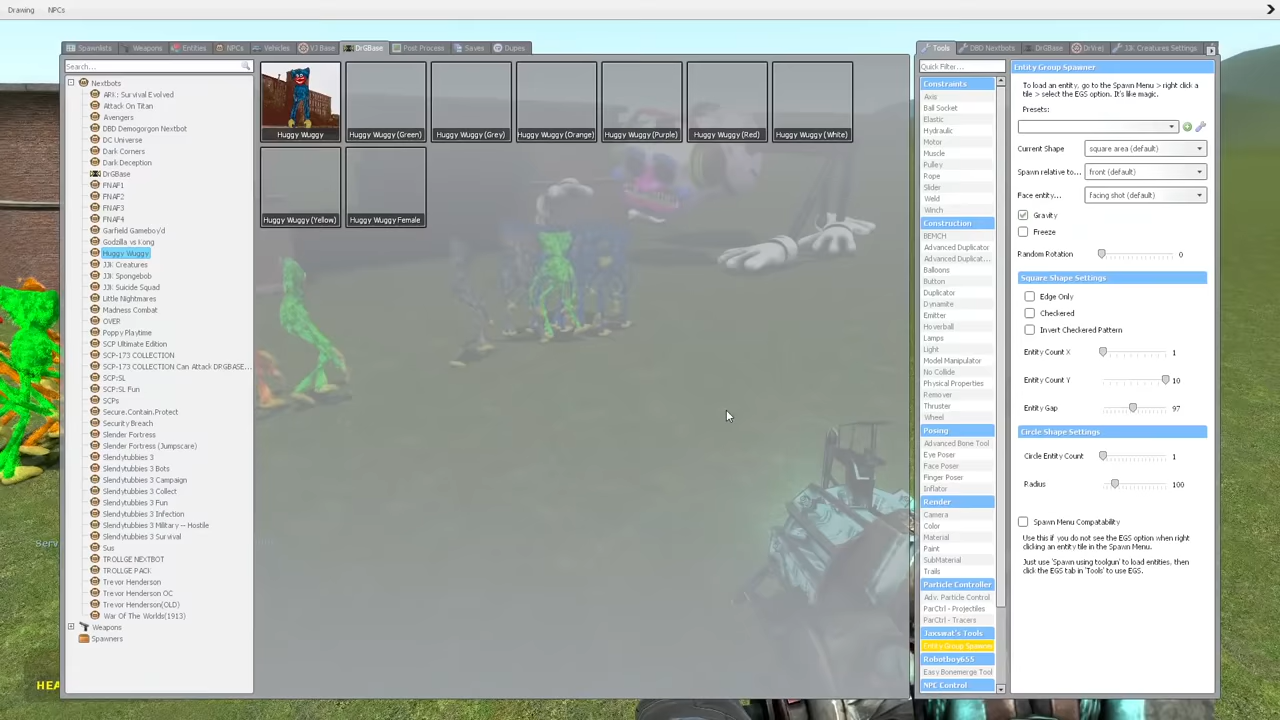 Drawing NPCs
Spawnlists Weapons Entities NPCs Vehicles VJ Base DrGBase Post Process Saves Dupes
Search...
Nextbots
ARK: Survival Evolved
Attack On Titan
Avengers
DBD Demogorgon Nextbot
DC Universe
Dark Corners
Dark Deception
DrGBase
FNAF1
FNAF2
FNAF3
FNAF4
Garfield Gameboy'd
Godzilla vs Kong
Huggy Wuggy
JJK Creatures
JJK Spongebob
JJK Suicide Squad
Little Nightmares
Madness Combat
OVER
Poppy Playtime
SCP Ultimate Edition
SCP-173 COLLECTION
SCP-173 COLLECTION Can Attack DRGBASE...
SCP:SL
SCP:SL Fun
SCPs
Secure.Contain.Protect
Security Breach
Slender Fortress
Slender Fortress (Jumpscare)
Slendytubbies 3
Slendytubbies 3 Bots
Slendytubbies 3 Campaign
Slendytubbies 3 Collect
Slendytubbies 3 Fun
Slendytubbies 3 Infection
Slendytubbies 3 Military -- Hostile
Slendytubbies 3 Survival
Sus
TROLLGE NEXTBOT
TROLLGE PACK
Trevor Henderson
Trevor Henderson OC
Trevor Henderson(OLD)
War Of The Worlds(1913)
Weapons
Spawners
HEA
Huggy Wuggy Huggy Wuggy (Green) Huggy Wuggy (Grey) Huggy Wuggy (Orange) Huggy Wuggy (Purple) Huggy Wuggy (Red) Huggy Wuggy (White)
Huggy Wuggy (Yellow) Huggy Wuggy Female
Tools DBD Nextbots DrGBase JJK Creatures Settings
Quick Filter...
Constraints
Axis
Ball Socket
Elastic
Hydraulic
Motor
Muscle
Pulley
Rope
Slider
Weld
Winch
Construction
BEMCH
Advanced Duplicator
Advanced Duplicat...
Balloons
Button
Duplicator
Dynamite
Emitter
Hoverball
Lamps
Light
Model Manipulator
No Collide
Physical Properties
Remover
Thruster
Wheel
Posing
Advanced Bone Tool
Eye Poser
Face Poser
Finger Poser
Inflator
Render
Camera
Color
Material
Paint
SubMaterial
Trails
Particle Controller
Adv. Particle Control
ParCtrl - Projectiles
ParCtrl - Tracers
Jaxswat's Tools
Entity Group Spawner
Robotboy655
Easy Bonemerge Tool
NPC Control
Entity Group Spawner
To load an entity, go to the Spawn Menu > right click a
tile > select the EGS option. It's like magic.
Presets:
Current Shape square area (default)
Spawn relative to... front (default)
Face entity... facing shot (default)
Gravity
Freeze
Random Rotation 0
Square Shape Settings
Edge Only
Checkered
Invert Checkered Pattern
Entity Count X 1
Entity Count Y 10
Entity Gap 97
Circle Shape Settings
Circle Entity Count 1
Radius 100
Spawn Menu Compatability
Use this if you do not see the EGS option when right
clicking an entity tile in the Spawn Menu.
Just use 'Spawn using toolgun' to load entities, then
click the EGS tab in 'Tools' to use EGS.